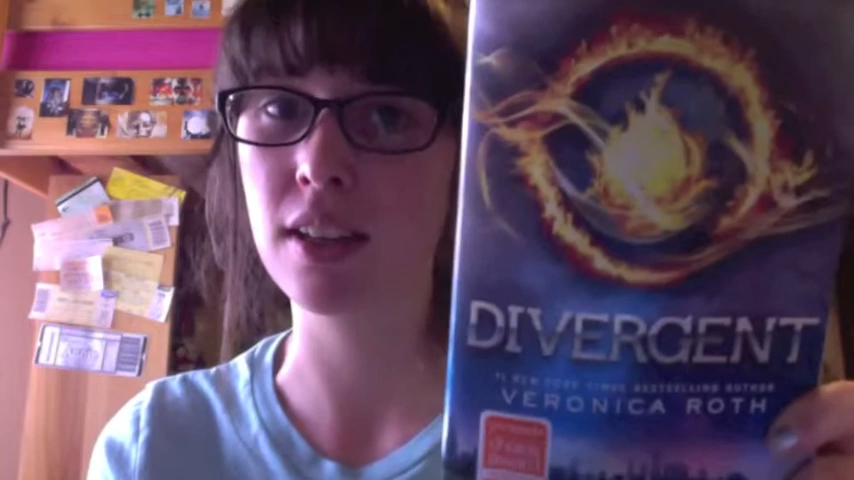 DIVERGENT
#1 NEW YORK TIMES BESTSELLING AUTHOR
VERONICA ROTH